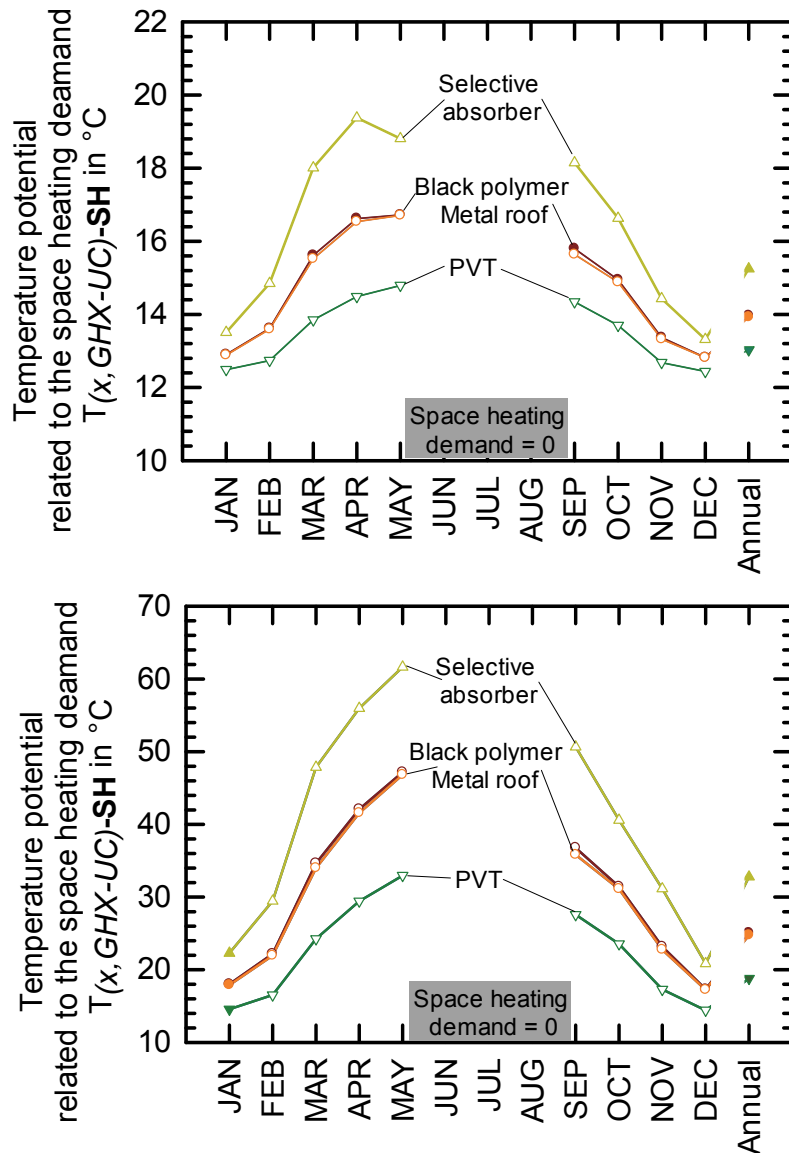 Temperature potential
related to the space heating deamand
T(x,GHX-UC)-SH in °C
22
20
18
16
14
12
10
Selective
absorber
Black polymer
Metal roof
PVT
Space heating
demand = 0
JAN
FEB
MAR
APR
MAY
JUN
JUL
AUG
SEP
OCT
NOV
DEC
Annual
Temperature potential
related to the space heating deamand
T(x,GHX-UC)-SH in °C
70
60
50
40
30
20
10
Selective
absorber
Black polymer
Metal roof
PVT
Space heating
demand = 0
JAN
FEB
MAR
APR
MAY
JUN
JUL
AUG
SEP
OCT
NOV
DEC
Annual